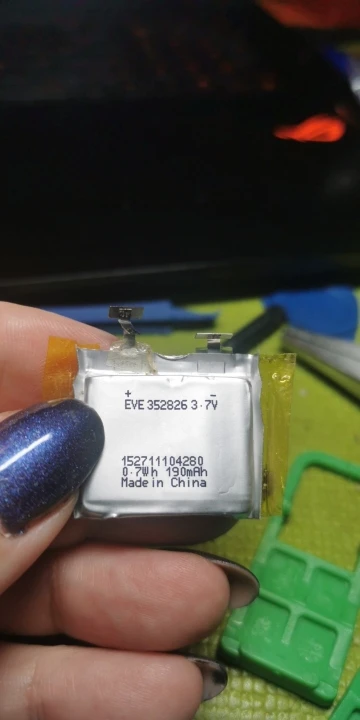 + -
EVE 352826 3.7V
152711104280
0.7Wh 190mAh
Made in China